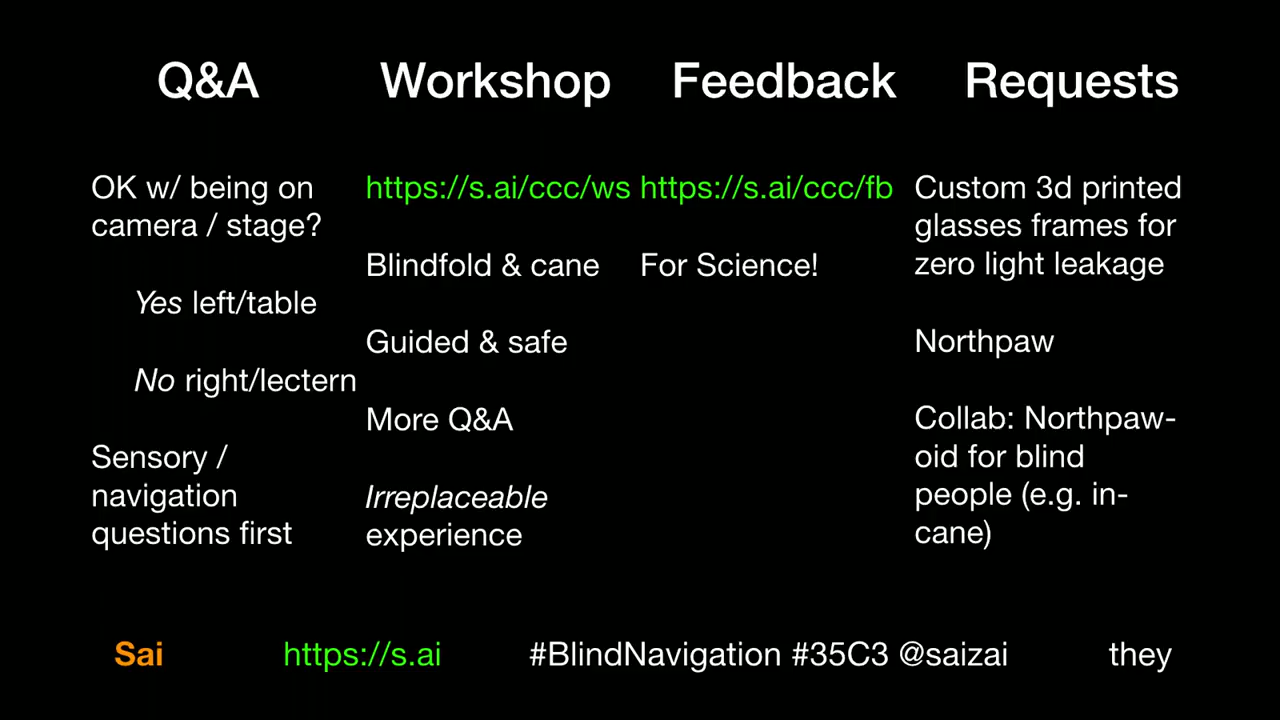 Q&A
Workshop
Feedback
Requests
OK w/ being on
camera / stage?
Yes left/table
No right/lectern
Sensory /
navigation
questions first
https://s.ai/ccc/ws
Blindfold & cane
Guided & safe
More Q&A
Irreplaceable
experience
https://s.ai/ccc/fb
For Science!
Custom 3d printed
glasses frames for
zero light leakage
Northpaw
Collab: Northpaw-
oid for blind
people (e.g. in-
cane)
Sai
https://s.ai
#BlindNavigation #35C3 @saizai
they